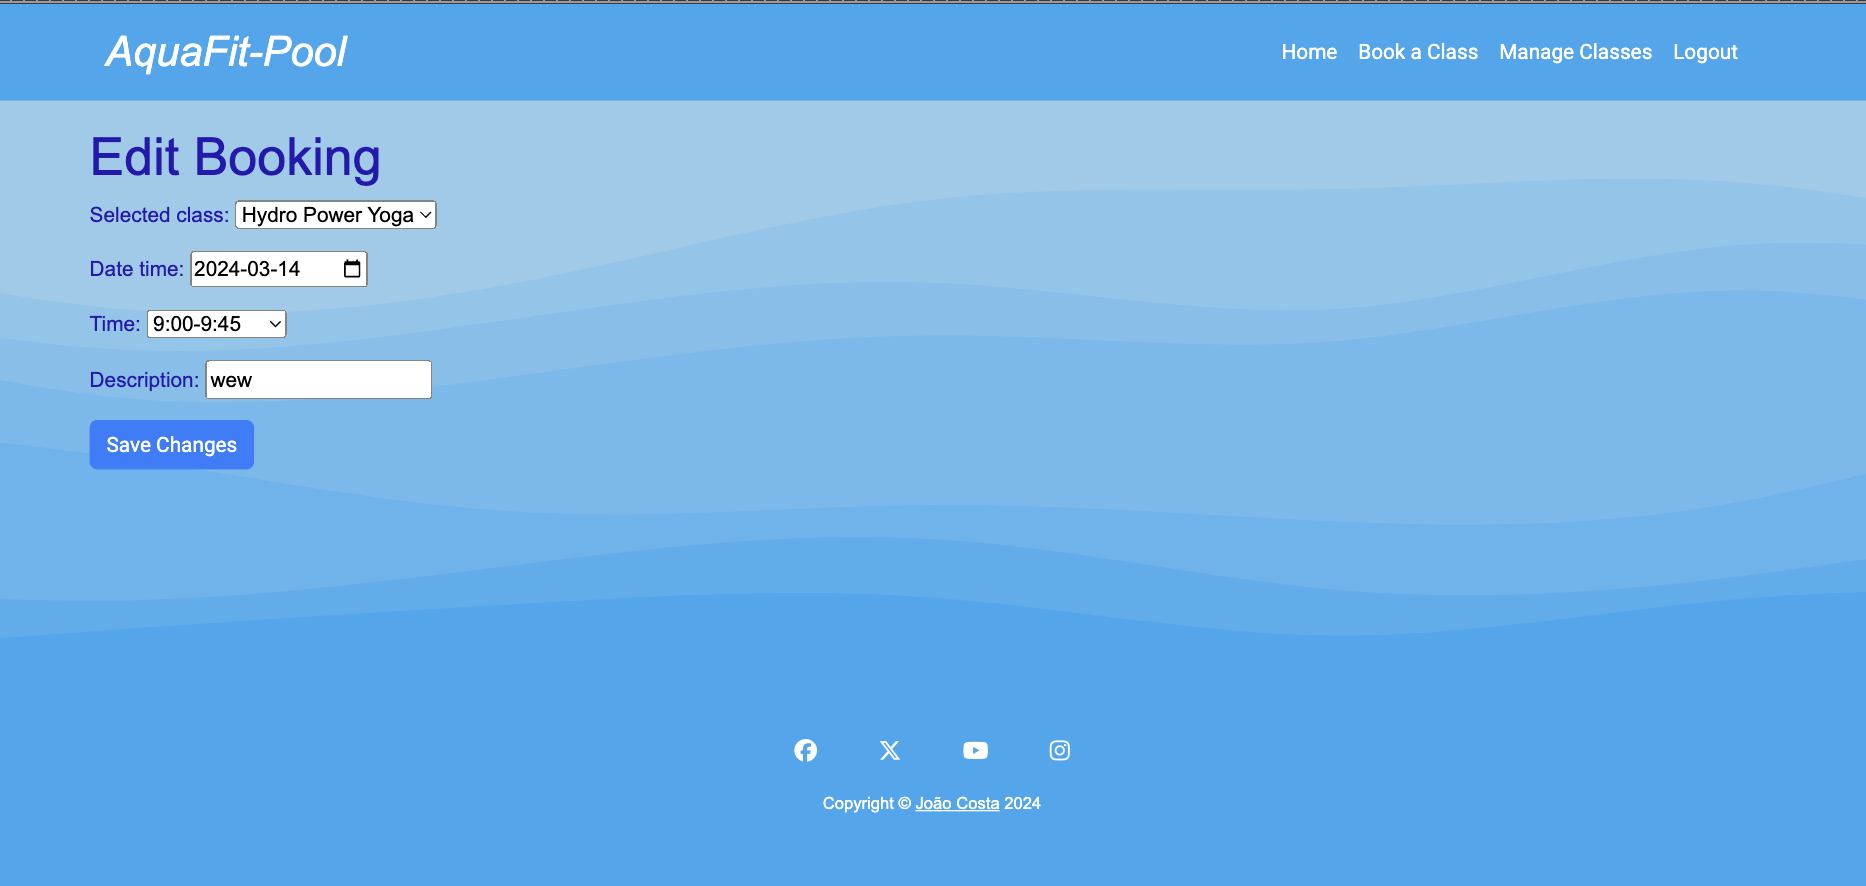 AquaFit-Pool
Home Book a Class Manage Classes Logout
Edit Booking
Selected class: Hydro Power Yoga
Date time: 2024-03-14
Time: 9:00-9:45
Description: wew
Save Changes
Copyright © João Costa 2024